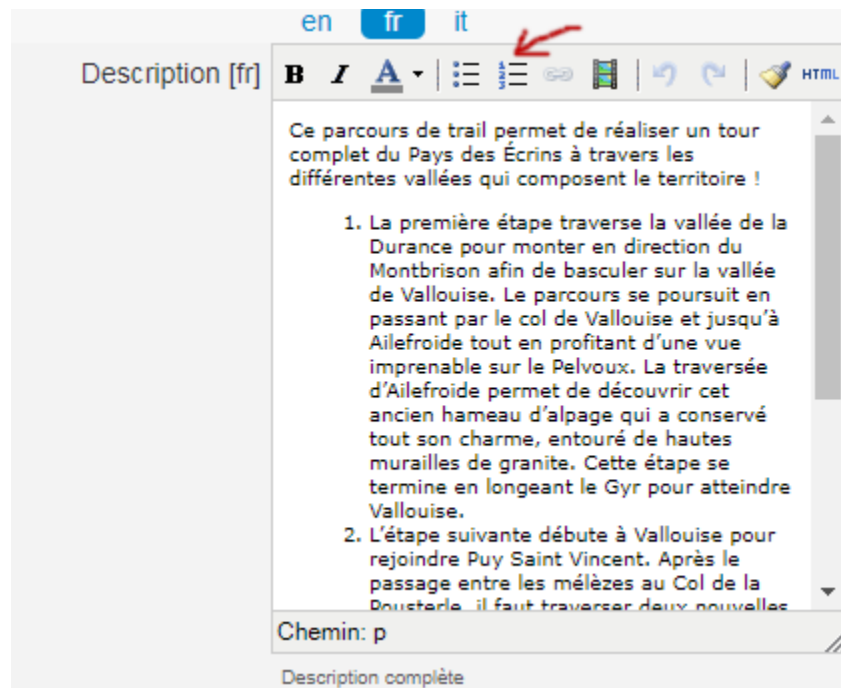 en fr it
Description [fr] B I A HTML
Ce parcours de trail permet de réaliser un tour
complet du Pays des Écrins à travers les
différentes vallées qui composent le territoire !
1. La première étape traverse la vallée de la
Durance pour monter en direction du
Montbrison afin de basculer sur la vallée
de Vallouise. Le parcours se poursuit en
passant par le col de Vallouise et jusqu’à
Ailefroide tout en profitant d’une vue
imprenable sur le Pelvoux. La traversée
d’Ailefroide permet de découvrir cet
ancien hameau d’alpage qui a conservé
tout son charme, entouré de hautes
murailles de granite. Cette étape se
termine en longeant le Gyr pour atteindre
Vallouise.
2. L’étape suivante débute à Vallouise pour
rejoindre Puy Saint Vincent. Après le
passage entre les mélèzes au Col de la
Pousterle, il faut traverser deux nouvelles
Chemin: p
Description complète